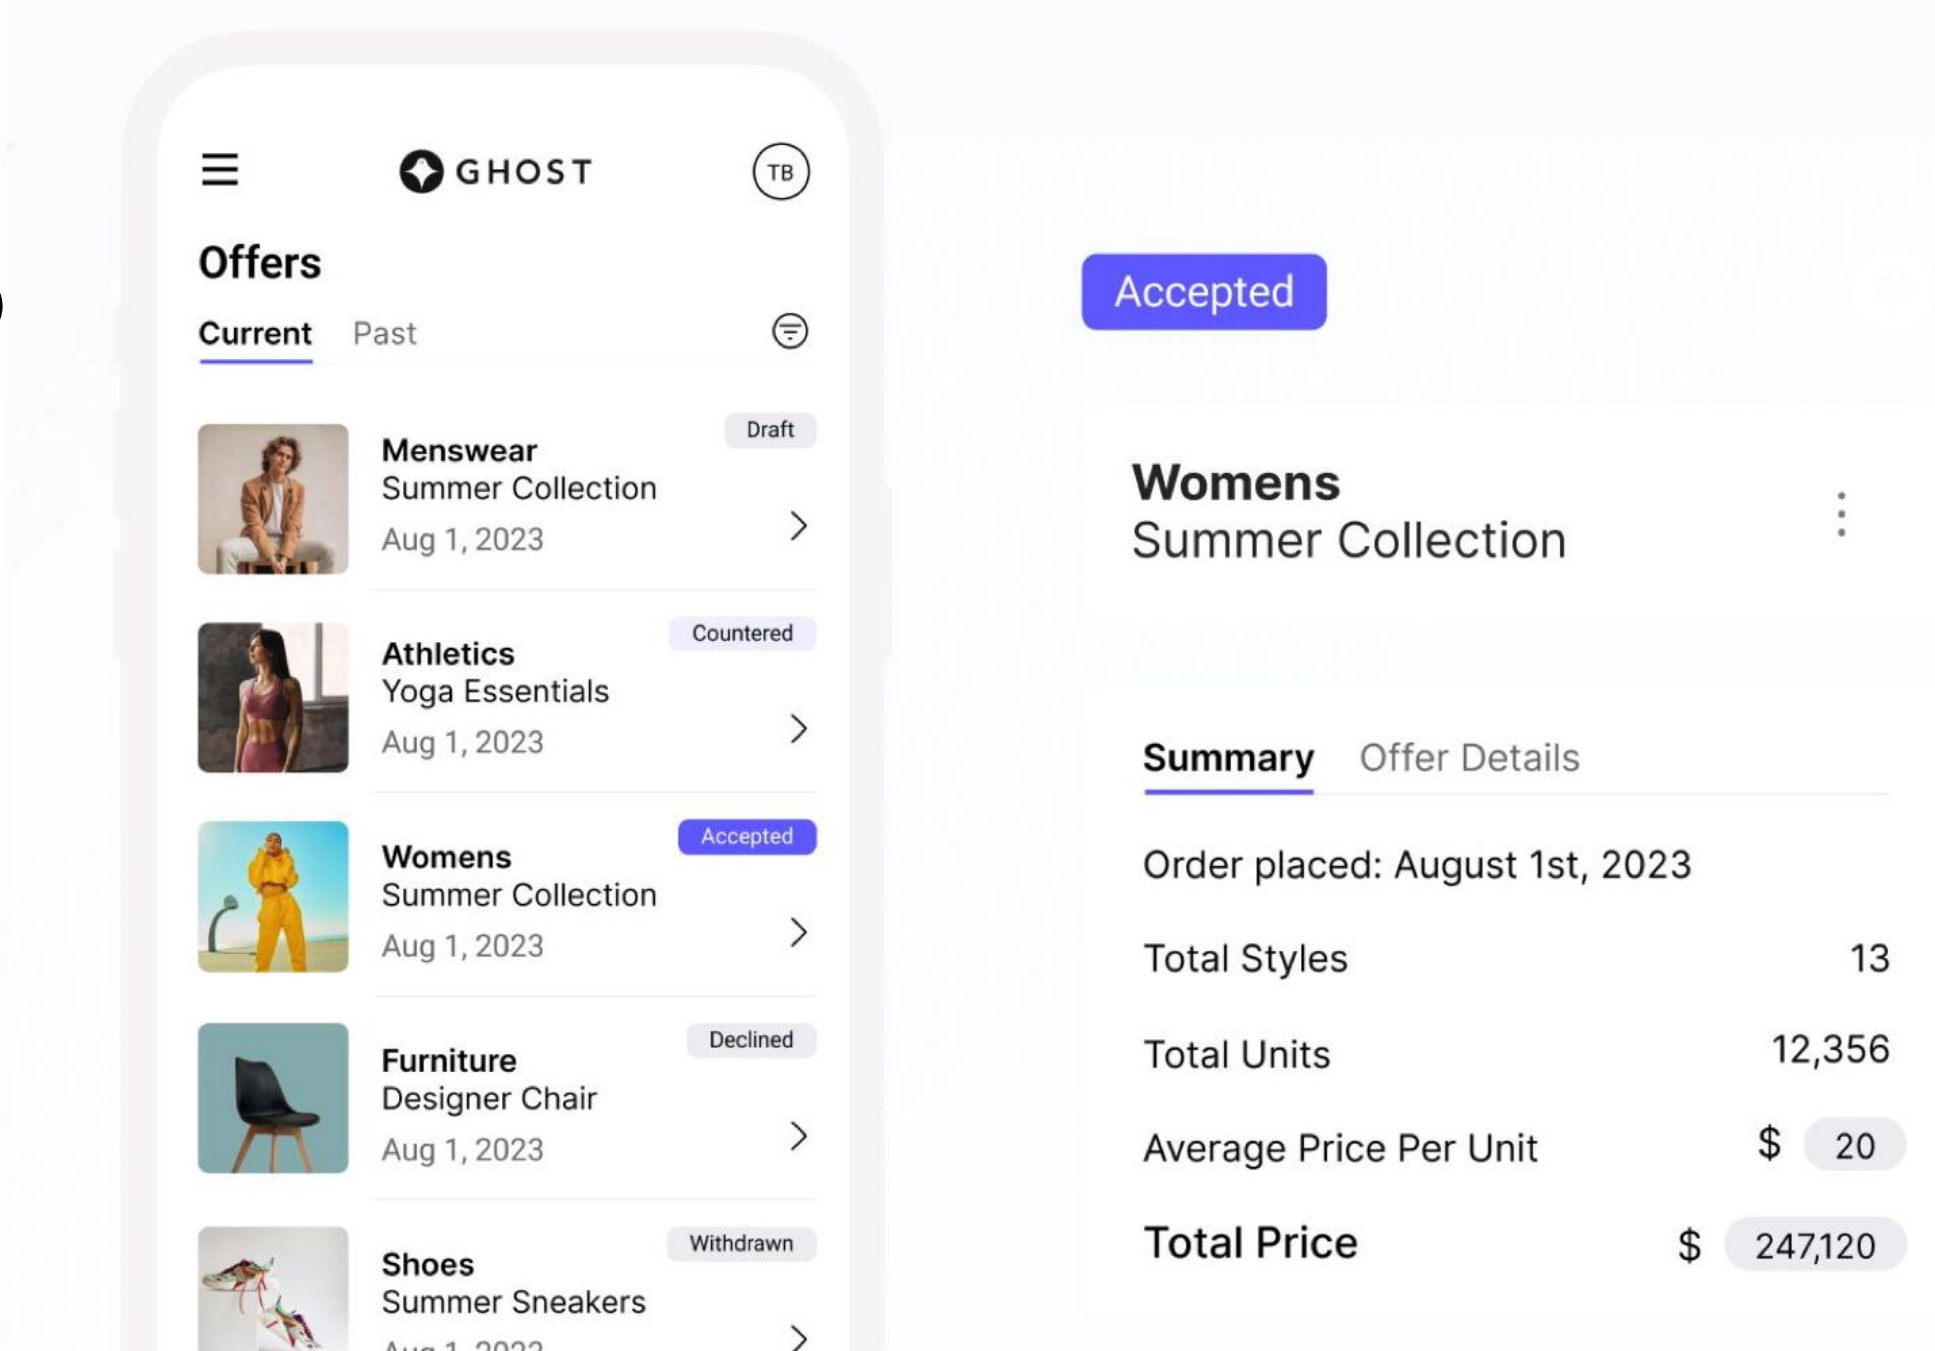 GHOST
TB
Offers
Current Past
Draft
Menswear
Summer Collection
Aug 1, 2023
Countered
Athletics
Yoga Essentials
Aug 1, 2023
Accepted
Womens
Summer Collection
Aug 1, 2023
Declined
Furniture
Designer Chair
Aug 1, 2023
Withdrawn
Shoes
Summer Sneakers
Aug 1, 2023
Accepted
Womens
Summer Collection
Summary Offer Details
Order placed: August 1st, 2023
Total Styles 13
Total Units 12,356
Average Price Per Unit $ 20
Total Price $ 247,120